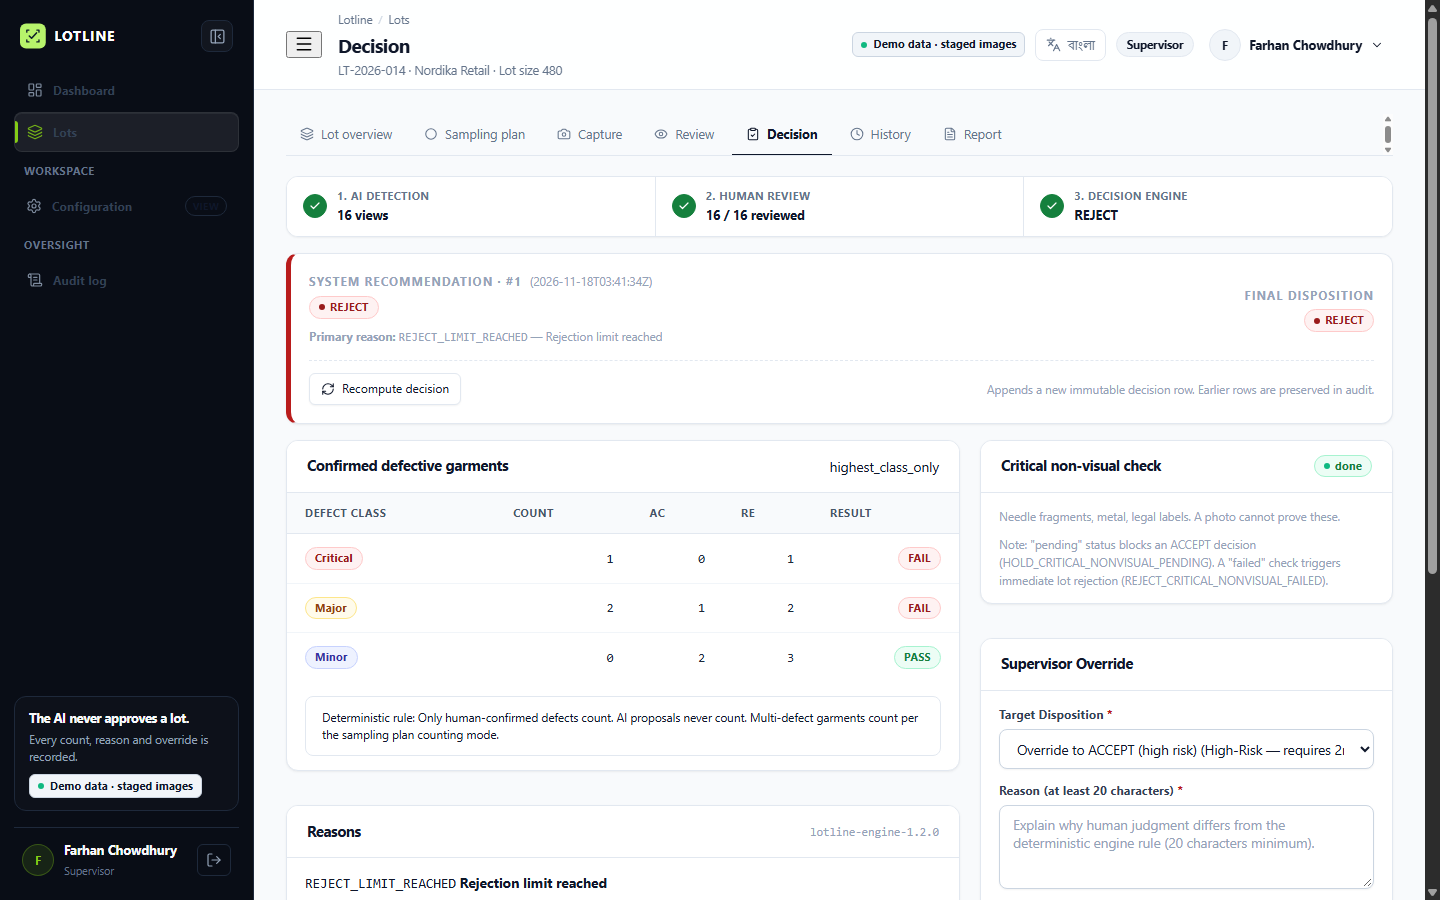 LOTLINE
Dashboard
Lots
WORKSPACE
Configuration
VIEW
OVERSIGHT
Audit log
The AI never approves a lot.
Every count, reason and override is
recorded.
Demo data · staged images
F
Farhan Chowdhury
Supervisor
Lotline / Lots
Decision
LT-2026-014 · Nordika Retail · Lot size 480
Demo data · staged images
বাংলা
Supervisor
F
Farhan Chowdhury
Lot overview
Sampling plan
Capture
Review
Decision
History
Report
1. AI DETECTION
16 views
2. HUMAN REVIEW
16 / 16 reviewed
3. DECISION ENGINE
REJECT
SYSTEM RECOMMENDATION · #1 (2026-11-18T03:41:34Z)
REJECT
Primary reason: REJECT_LIMIT_REACHED — Rejection limit reached
FINAL DISPOSITION
REJECT
Recompute decision
Appends a new immutable decision row. Earlier rows are preserved in audit.
Confirmed defective garments
highest_class_only
DEFECT CLASS COUNT AC RE RESULT
Critical 1 0 1 FAIL
Major 2 1 2 FAIL
Minor 0 2 3 PASS
Deterministic rule: Only human-confirmed defects count. AI proposals never count. Multi-defect garments count per
the sampling plan counting mode.
Reasons
lotline-engine-1.2.0
REJECT_LIMIT_REACHED Rejection limit reached
Critical non-visual check
done
Needle fragments, metal, legal labels. A photo cannot prove these.
Note: "pending" status blocks an ACCEPT decision
(HOLD_CRITICAL_NONVISUAL_PENDING). A "failed" check triggers
immediate lot rejection (REJECT_CRITICAL_NONVISUAL_FAILED).
Supervisor Override
Target Disposition *
Override to ACCEPT (high risk) (High-Risk — requires
Reason (at least 20 characters) *
Explain why human judgment differs from the
deterministic engine rule (20 characters minimum).